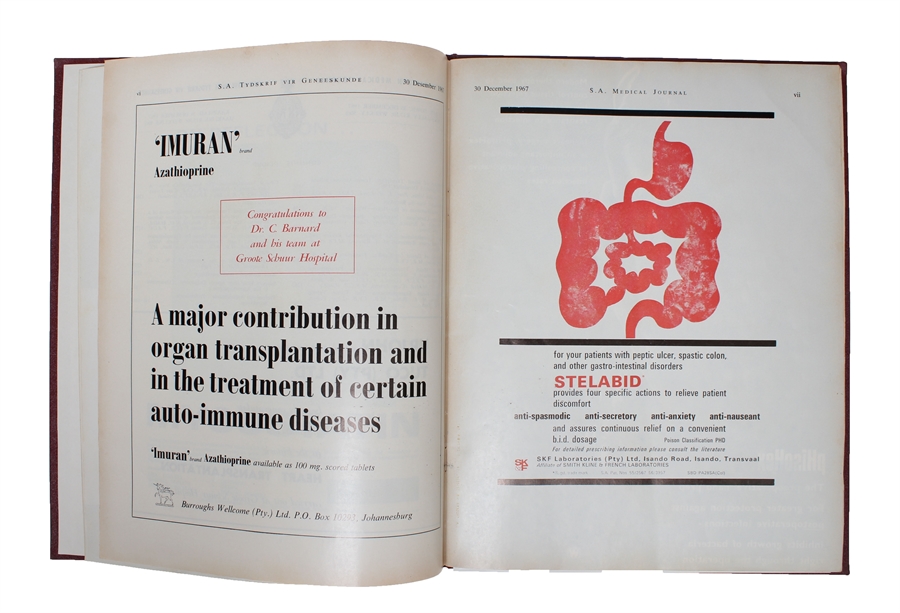 vi
S.A. TYDSKRIF VIR GENEESKUNDE
30 Desember 196
'IMURAN' brand
Azathioprine
Congratulations to
Dr. C. Barnard
and his team at
Groote Schuur Hospital
A major contribution in
organ transplantation and
in the treatment of certain
auto-immune diseases
'Imuran' brand Azathioprine available as 100 mg. scored tablets
Burroughs Wellcome (Pty.) Ltd. P.O. Box Johannesburg
30 December 1967
S.A. MEDICAL JOURNAL
vii
for your patients with peptic ulcer, spastic colon,
and other gastro-intestinal disorders
STELABID
provides four specific actions to relieve patient
discomfort
anti-spasmodic anti-secretory anti-anxiety anti-nauseant
and assures continuous relief on a convenient
b.i.d. dosage Poison Classification PHD
For detailed prescribing information please consult the literature
SKF
SKF Laboratories (Pty) Ltd, Isando Road, Isando, Transvaal
Affiliate of SMITH KLINE & FRENCH LABORATORIES